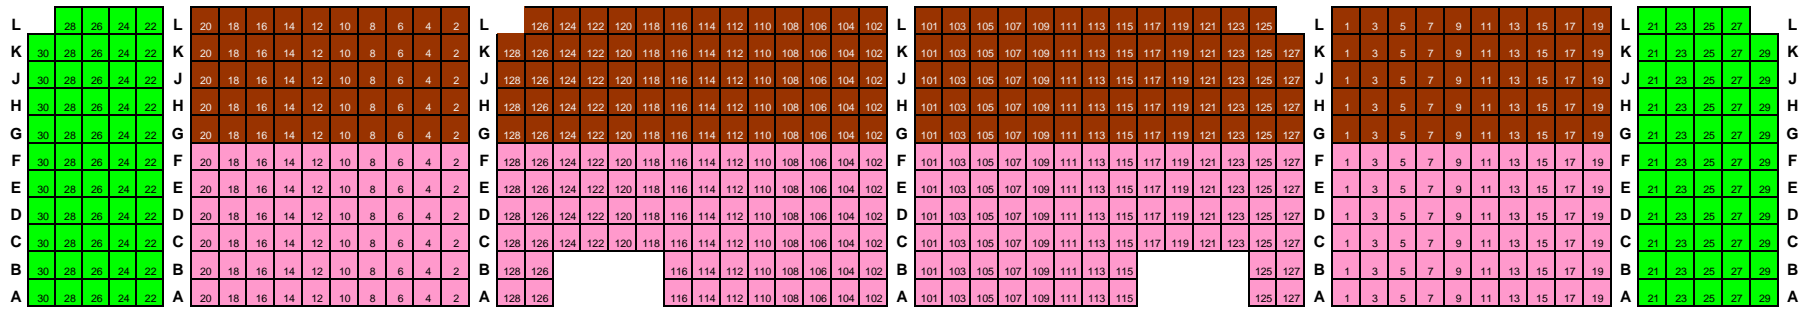 L 28 26 24 22 L 20 18 16 14 12 10 8 6 4 2 L 126 124 122 120 118 116 114 112 110 108 106 104 102 L 101 103 105 107 109 111 113 115 117 119 121 123 125 L 1 3 5 7 9 11 13 15 17 19 L 21 23 25 27 L
K 30 28 26 24 22 K 20 18 16 14 12 10 8 6 4 2 K 128 126 124 122 120 118 116 114 112 110 108 106 104 102 K 101 103 105 107 109 111 113 115 117 119 121 123 125 127 K 1 3 5 7 9 11 13 15 17 19 K 21 23 25 27 29 K
J 30 28 26 24 22 J 20 18 16 14 12 10 8 6 4 2 J 128 126 124 122 120 118 116 114 112 110 108 106 104 102 J 101 103 105 107 109 111 113 115 117 119 121 123 125 127 J 1 3 5 7 9 11 13 15 17 19 J 21 23 25 27 29 J
H 30 28 26 24 22 H 20 18 16 14 12 10 8 6 4 2 H 128 126 124 122 120 118 116 114 112 110 108 106 104 102 H 101 103 105 107 109 111 113 115 117 119 121 123 125 127 H 1 3 5 7 9 11 13 15 17 19 H 21 23 25 27 29 H
G 30 28 26 24 22 G 20 18 16 14 12 10 8 6 4 2 G 128 126 124 122 120 118 116 114 112 110 108 106 104 102 G 101 103 105 107 109 111 113 115 117 119 121 123 125 127 G 1 3 5 7 9 11 13 15 17 19 G 21 23 25 27 29 G
F 30 28 26 24 22 F 20 18 16 14 12 10 8 6 4 2 F 128 126 124 122 120 118 116 114 112 110 108 106 104 102 F 101 103 105 107 109 111 113 115 117 119 121 123 125 127 F 1 3 5 7 9 11 13 15 17 19 F 21 23 25 27 29 F
E 30 28 26 24 22 E 20 18 16 14 12 10 8 6 4 2 E 128 126 124 122 120 118 116 114 112 110 108 106 104 102 E 101 103 105 107 109 111 113 115 117 119 121 123 125 127 E 1 3 5 7 9 11 13 15 17 19 E 21 23 25 27 29 E
D 30 28 26 24 22 D 20 18 16 14 12 10 8 6 4 2 D 128 126 124 122 120 118 116 114 112 110 108 106 104 102 D 101 103 105 107 109 111 113 115 117 119 121 123 125 127 D 1 3 5 7 9 11 13 15 17 19 D 21 23 25 27 29 D
C 30 28 26 24 22 C 20 18 16 14 12 10 8 6 4 2 C 128 126 124 122 120 118 116 114 112 110 108 106 104 102 C 101 103 105 107 109 111 113 115 117 119 121 123 125 127 C 1 3 5 7 9 11 13 15 17 19 C 21 23 25 27 29 C
B 30 28 26 24 22 B 20 18 16 14 12 10 8 6 4 2 B 128 126 116 114 112 110 108 106 104 102 B 101 103 105 107 109 111 113 115 125 127 B 1 3 5 7 9 11 13 15 17 19 B 21 23 25 27 29 B
A 30 28 26 24 22 A 20 18 16 14 12 10 8 6 4 2 A 128 126 116 114 112 110 108 106 104 102 A 101 103 105 107 109 111 113 115 125 127 A 1 3 5 7 9 11 13 15 17 19 A 21 23 25 27 29 A